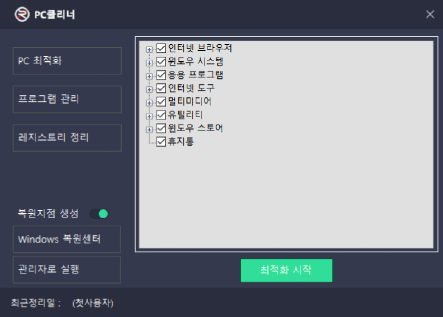 PC클리너
PC 최적화
프로그램 관리
레지스트리 정리
복원지점 생성
Windows 복원센터
관리자로 실행
인터넷 브라우저
윈도우 시스템
응용 프로그램
인터넷 도구
멀티미디어
유틸리티
윈도우 스토어
휴지통
최적화 시작
최근정리일 : (첫사용자)